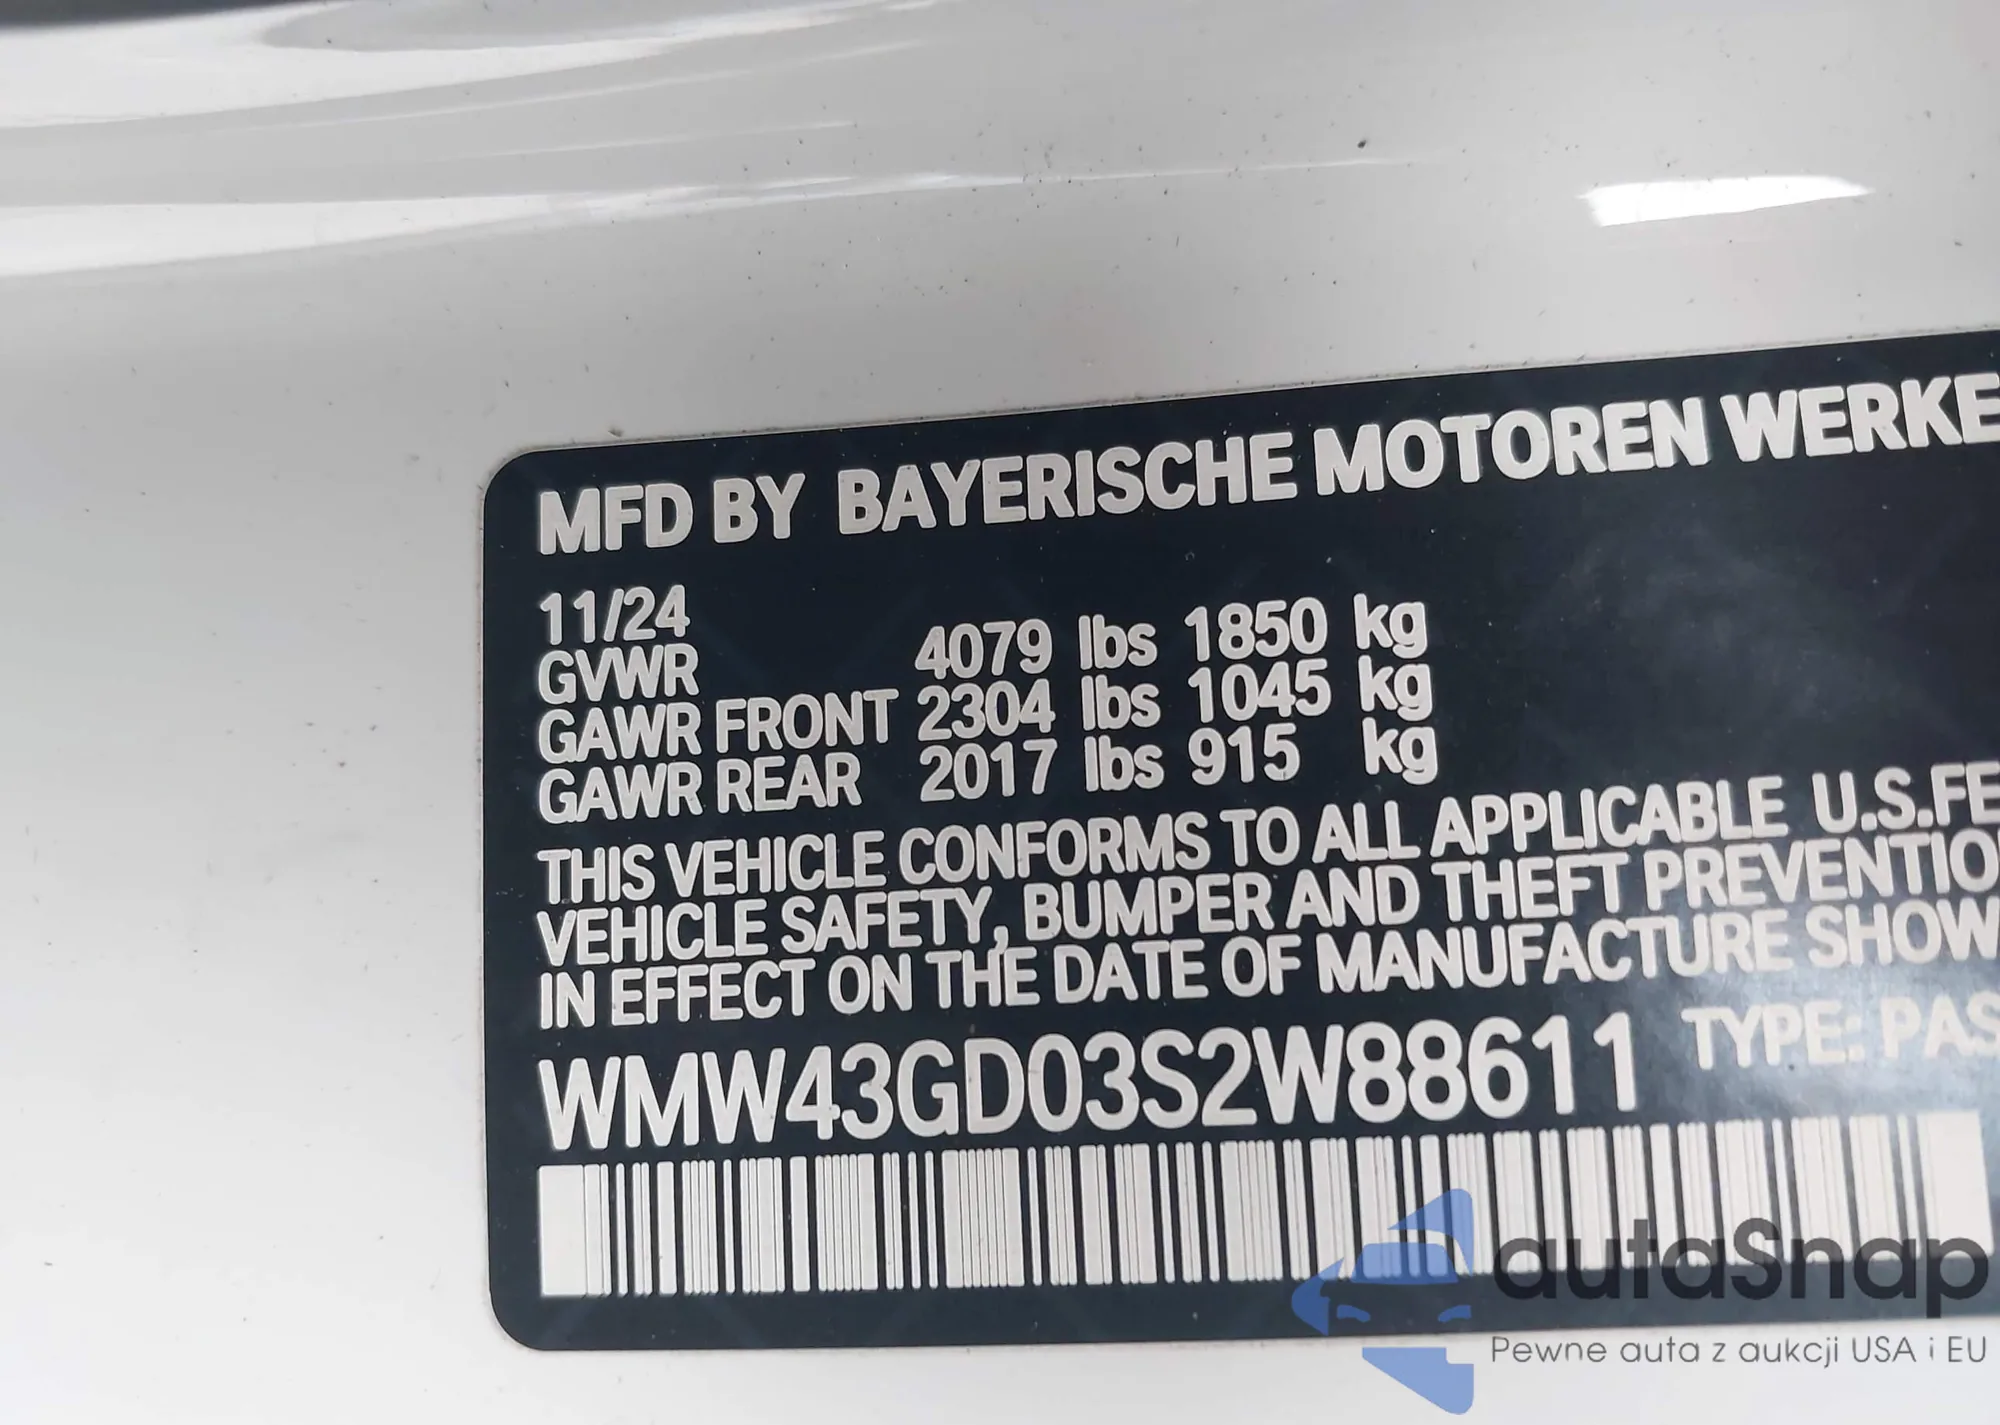 MFD BY BAYERISCHE MOTOREN WERKE
11/24
GVWR 4079 lbs 1850 kg
GAWR FRONT 2304 lbs 1045 kg
GAWR REAR 2017 lbs 915 kg
THIS VEHICLE CONFORMS TO ALL APPLICABLE U.S.FE
VEHICLE SAFETY, BUMPER AND THEFT PREVENTIO
IN EFFECT ON THE DATE OF MANUFACTURE SHOW
WMW43GD03S2W88611 TYPE: PAS
autaSnap
Pewne auta z aukcji USA i EU